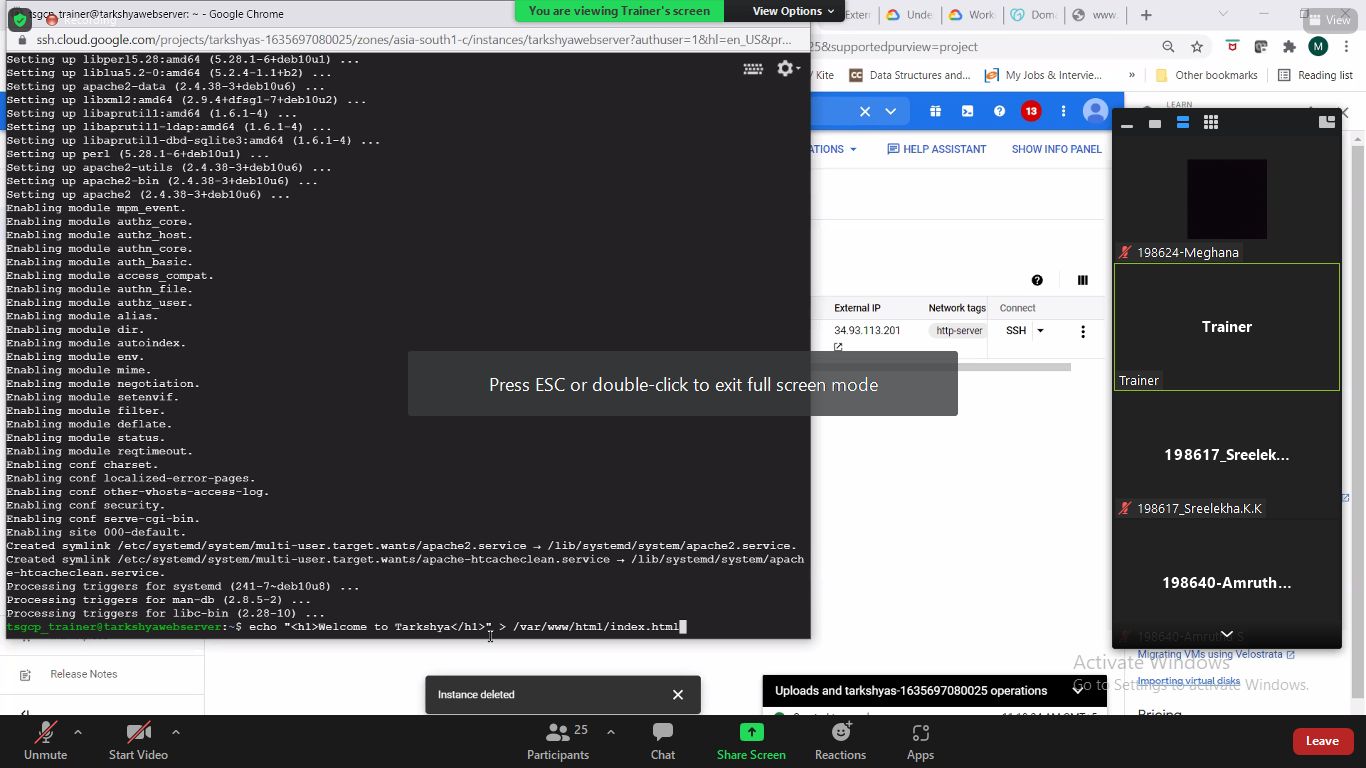 tsgcp_trainer@tarkshyawebserver: ~ - Google Chrome
You are viewing Trainer's screen
View Options
View
Unde
Work
Dom
www.
ssh.cloud.google.com/projects/tarkshyas-1635697080025/zones/asia-south1-c/instances/tarkshyawebserver?authuser=1&hl=en_US&pr...
25&supportedpurview=project
M
/ Kite
Data Structures and...
My Jobs & Intervie...
»
Other bookmarks
Reading list
Setting up libperl5.28:amd64 (5.28.1-6+deb10u1) ...
Setting up liblua5.2-0:amd64 (5.2.4-1.1+b2) ...
Setting up apache2-data (2.4.38-3+deb10u6) ...
Setting up libxml2:amd64 (2.9.4+dfsg1-7+deb10u2) ...
Setting up libaprutil1:amd64 (1.6.1-4) ...
Setting up libaprutil1-ldap:amd64 (1.6.1-4) ...
Setting up libaprutil1-dbd-sqlite3:amd64 (1.6.1-4) ...
Setting up perl (5.28.1-6+deb10u1) ...
Setting up apache2-utils (2.4.38-3+deb10u6) ...
Setting up apache2-bin (2.4.38-3+deb10u6) ...
Setting up apache2 (2.4.38-3+deb10u6) ...
Enabling module mpm_event.
Enabling module authz_core.
Enabling module authz_host.
Enabling module authn_core.
Enabling module auth_basic.
Enabling module access_compat.
Enabling module authn_file.
Enabling module authz_user.
Enabling module alias.
Enabling module dir.
Enabling module autoindex.
Enabling module env.
Enabling module mime.
Enabling module negotiation.
Enabling module setenvif.
Enabling module filter.
Enabling module deflate.
Enabling module status.
Enabling module reqtimeout.
Enabling conf charset.
Enabling conf localized-error-pages.
Enabling conf other-vhosts-access-log.
Enabling conf security.
Enabling conf serve-cgi-bin.
Enabling site 000-default.
Created symlink /etc/systemd/system/multi-user.target.wants/apache2.service → /lib/systemd/system/apache2.service.
Created symlink /etc/systemd/system/multi-user.target.wants/apache-htcacheclean.service → /lib/systemd/system/apach
e-htcacheclean.service.
Processing triggers for systemd (241-7~deb10u8) ...
Processing triggers for man-db (2.8.5-2) ...
Processing triggers for libc-bin (2.28-10) ...
tsgcp_trainer@tarkshyawebserver:~$ echo "<h1>Welcome to Tarkshya</h1>" > /var/www/html/index.html
13
LEARN
ATIONS
HELP ASSISTANT
SHOW INFO PANEL
External IP
Network tags
Connect
34.93.113.201
http-server
SSH
Press ESC or double-click to exit full screen mode
198624-Meghana
Trainer
Trainer
198617_Sreelek...
198617_Sreelekha.K.K
198640-Amruth...
198640-Amrutha S
Migrating VMs using Velostrata
Importing virtual disks
Pricing
Activate Windows
Go to Settings to activate Windows.
Release Notes
Instance deleted
Uploads and tarkshyas-1635697080025 operations
Unmute
Start Video
Participants
25
Chat
Share Screen
Reactions
Apps
Leave